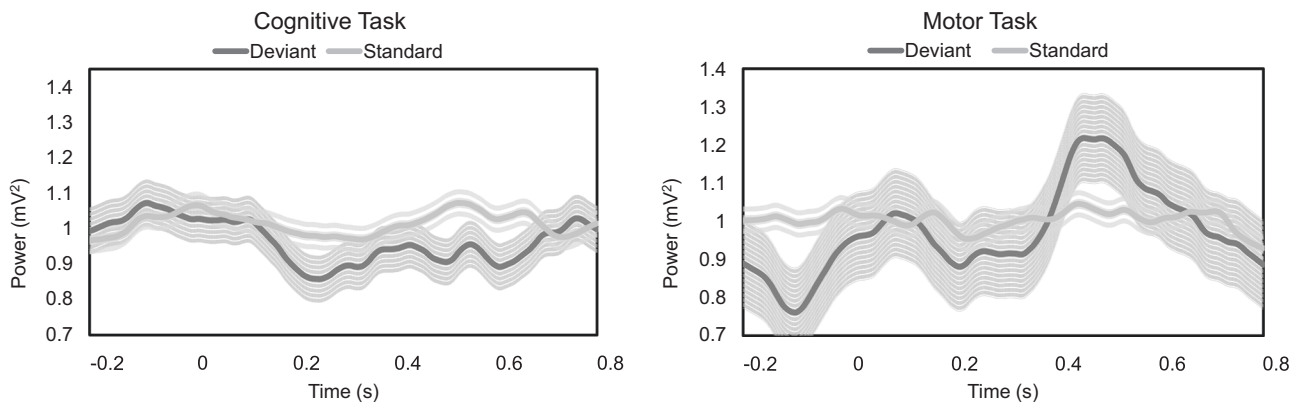 Cognitive Task
Deviant Standard
1.4
1.3
1.2
1.1
1
0.9
0.8
0.7
Power (mV²)
-0.2 0 0.2 0.4 0.6 0.8
Time (s)
Motor Task
Deviant Standard
1.4
1.3
1.2
1.1
1
0.9
0.8
0.7
Power (mV²)
-0.2 0 0.2 0.4 0.6 0.8
Time (s)